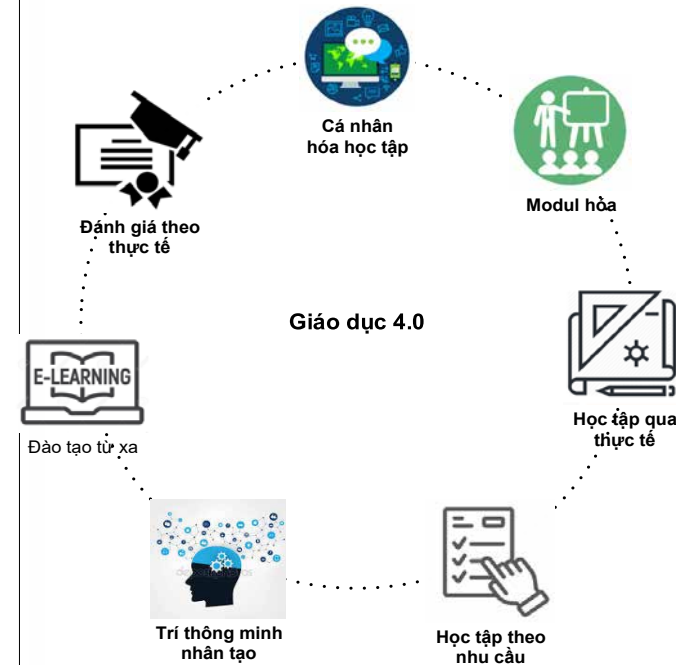 Cá nhân
hóa học tập
Modul hỏa
Đánh giá theo
thực tế
Giáo dục 4.0
Học tập qua
thực tế
E-LEARNING
Đào tạo từ xa
Trí thông minh
nhân tạo
Học tập theo
nhu cầu